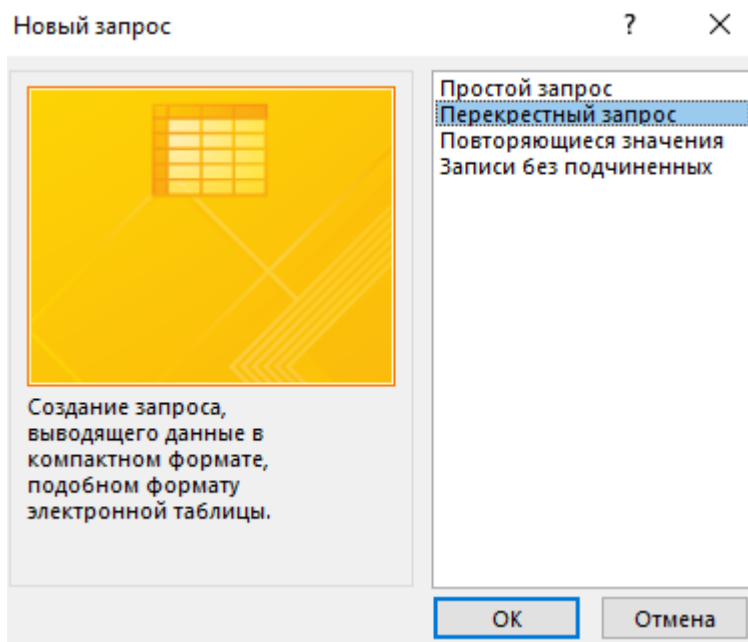 Новый запрос
?
Простой запрос
Перекрестный запрос
Повторяющиеся значения
Записи без подчиненных
Создание запроса,
выводящего данные в
компактном формате,
подобном формату
электронной таблицы.
ОК
Отмена